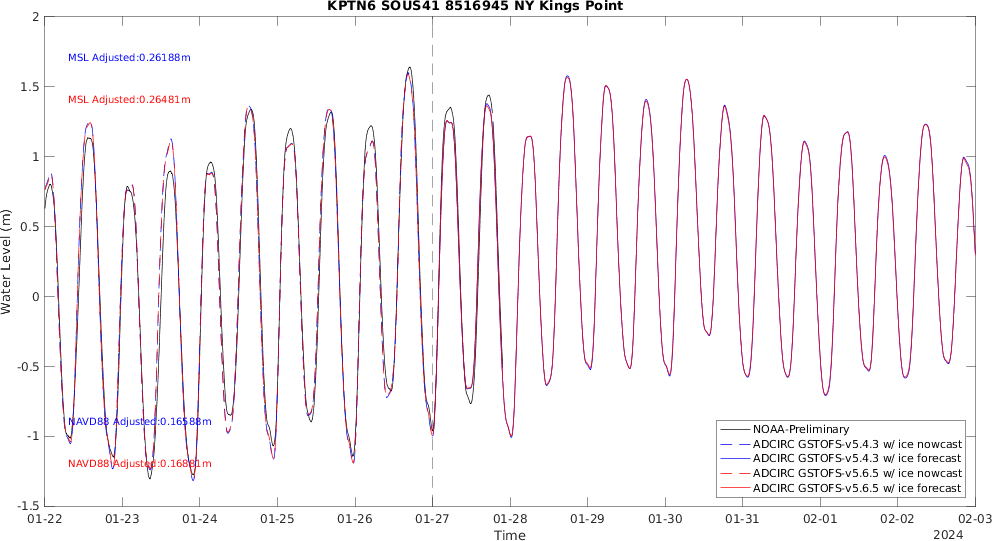 KPTN6 SOUS41 8516945 NY Kings Point
2
1.5
1
0.5
0
-0.5
-1
-1.5
Water Level (m)
MSL Adjusted:0.26188m
MSL Adjusted:0.26481m
NAVD88 Adjusted:0.16588m
NAVD88 Adjusted:0.16881m
NOAA-Preliminary
ADCIRC GSTOFS-v5.4.3 w/ ice nowcast
ADCIRC GSTOFS-v5.4.3 w/ ice forecast
ADCIRC GSTOFS-v5.6.5 w/ ice nowcast
ADCIRC GSTOFS-v5.6.5 w/ ice forecast
01-22 01-23 01-24 01-25 01-26 01-27 01-28 01-29 01-30 01-31 02-01 02-02 02-03
Time
2024